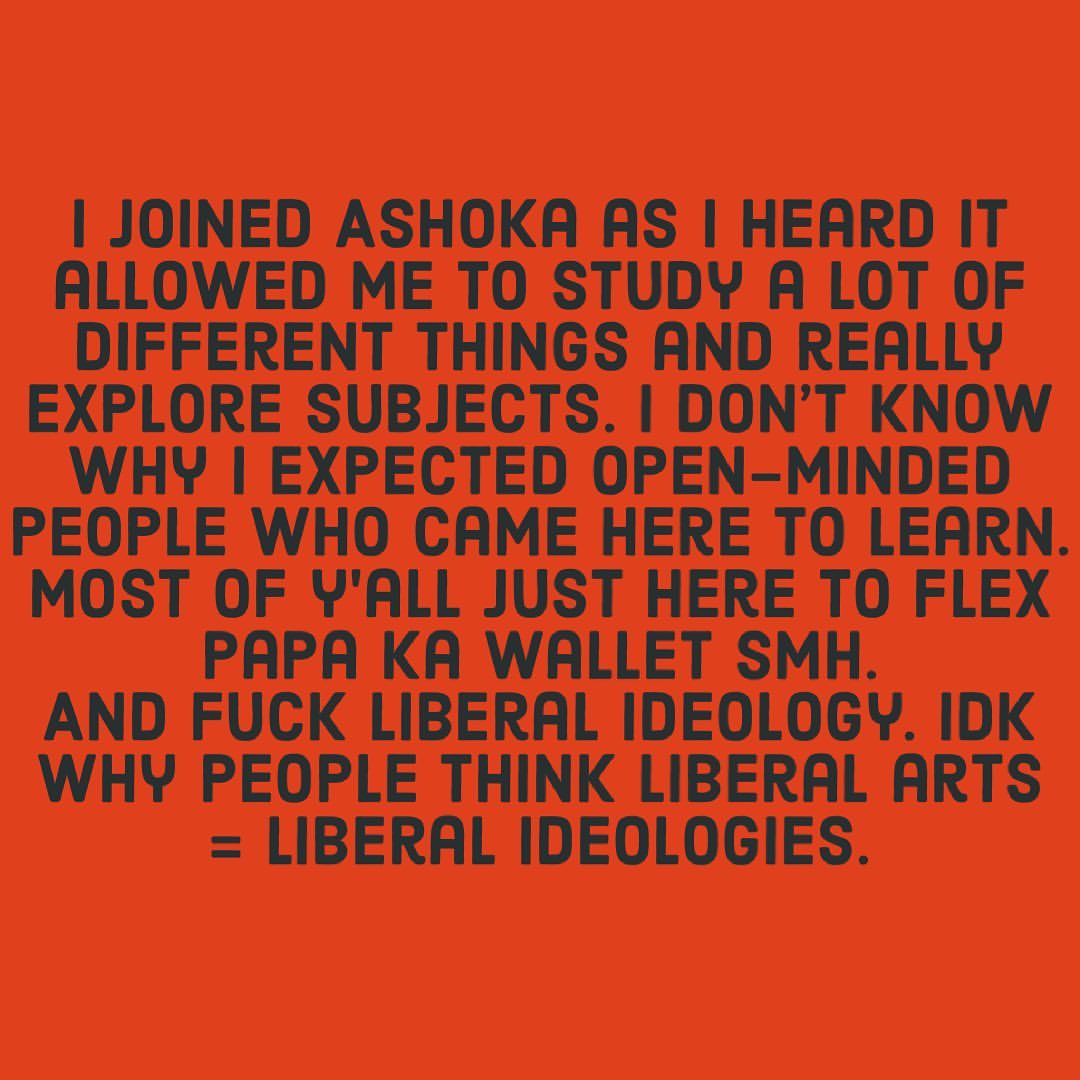 I JOINED ASHOKA AS I HEARD IT
ALLOWED ME TO STUDY A LOT OF
DIFFERENT THINGS AND REALLY
EXPLORE SUBJECTS. I DON’T KNOW
WHY I EXPECTED OPEN-MINDED
PEOPLE WHO CAME HERE TO LEARN.
MOST OF Y'ALL JUST HERE TO FLEX
PAPA KA WALLET SMH.
AND FUCK LIBERAL IDEOLOGY. IDK
WHY PEOPLE THINK LIBERAL ARTS
= LIBERAL IDEOLOGIES.